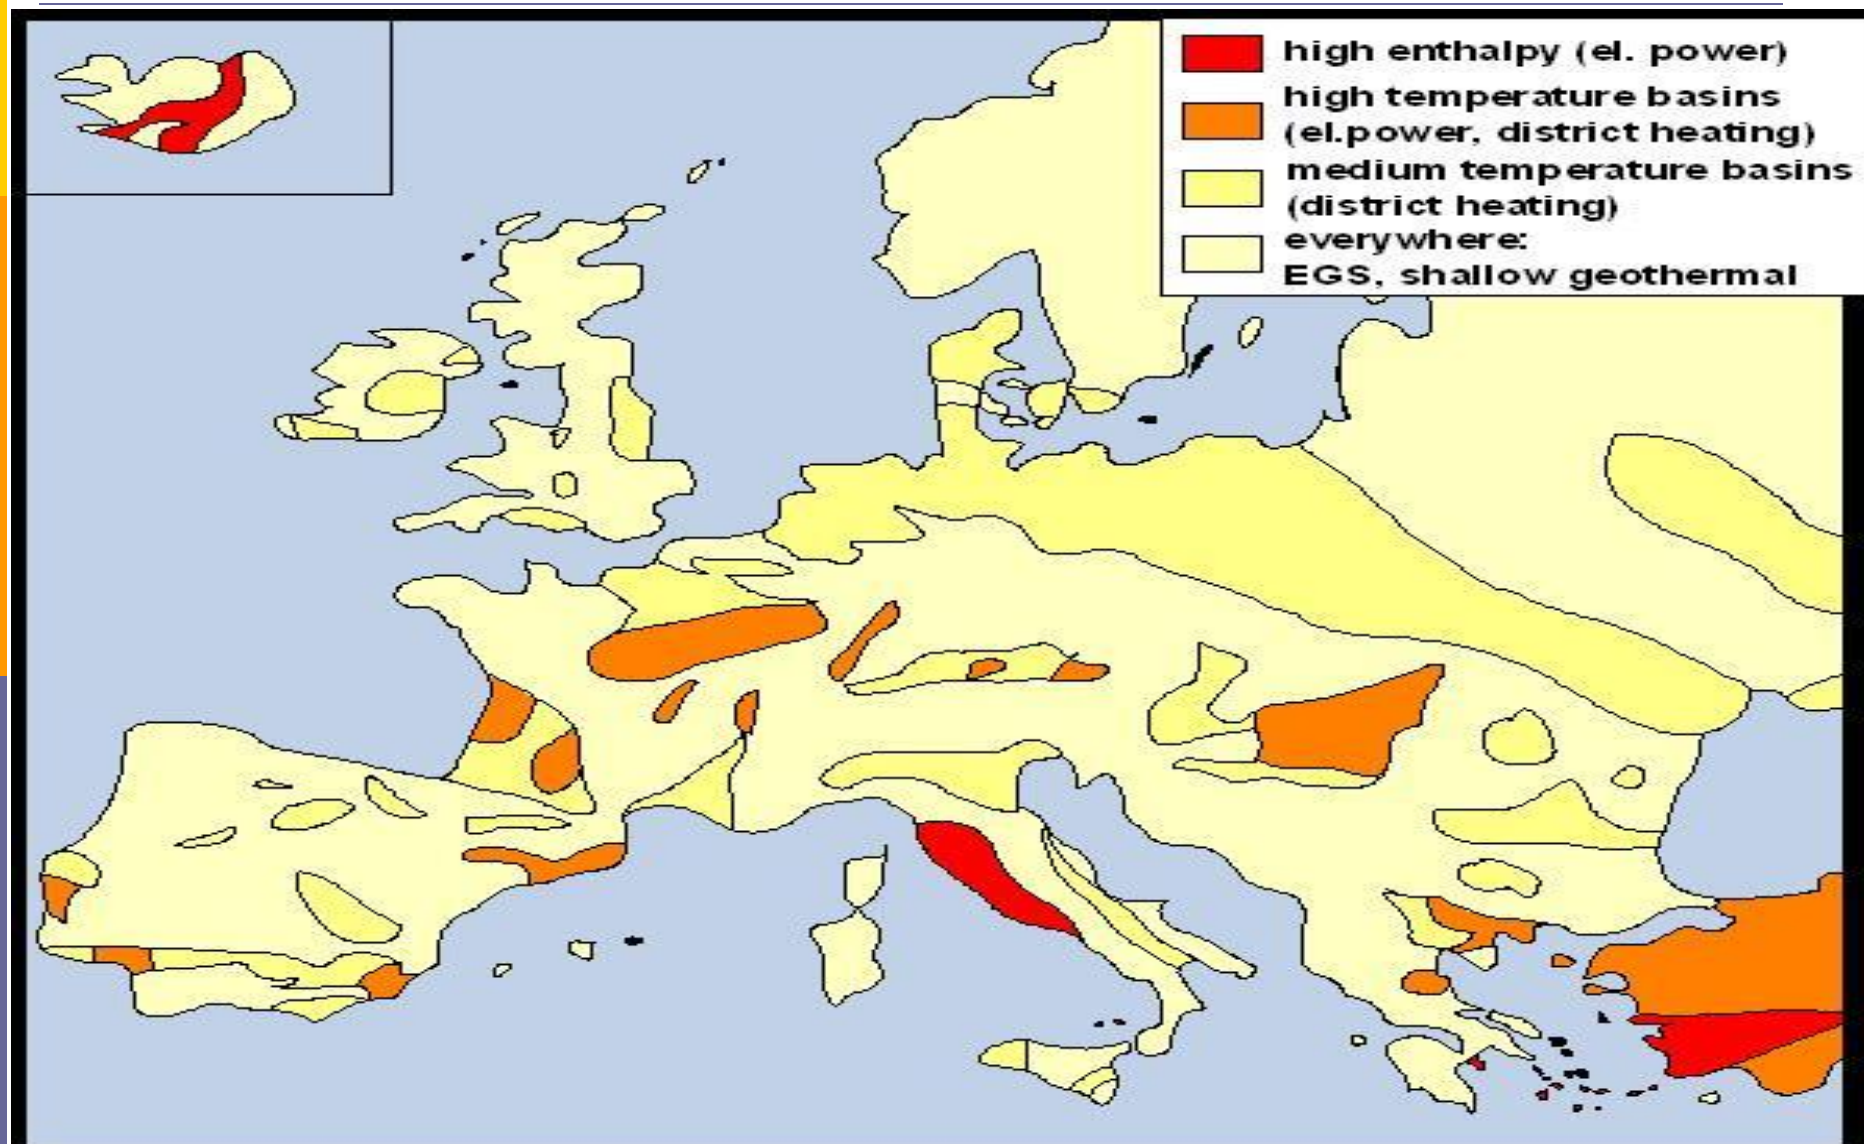 high enthalpy (el. power)
high temperature basins
(el.power, district heating)
medium temperature basins
(district heating)
everywhere:
EGS, shallow geothermal